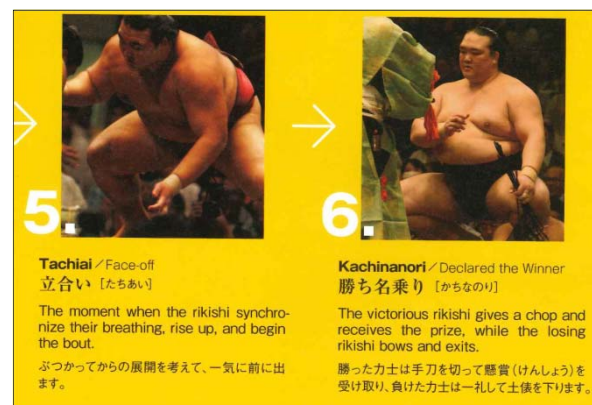 5.
Tachiai／Face-off
立合い［たちあい］
The moment when the rikishi synchro-
nize their breathing, rise up, and begin
the bout.
ぶつかってからの展開を考えて、一気に前に出
ます。
6.
Kachinanori／Declared the Winner
勝ち名乗り［かちなのり］
The victorious rikishi gives a chop and
receives the prize, while the losing
rikishi bows and exits.
勝った力士は手刀を切って懸賞（けんしょう）を
受け取り、負けた力士は一礼して土俵を下ります。